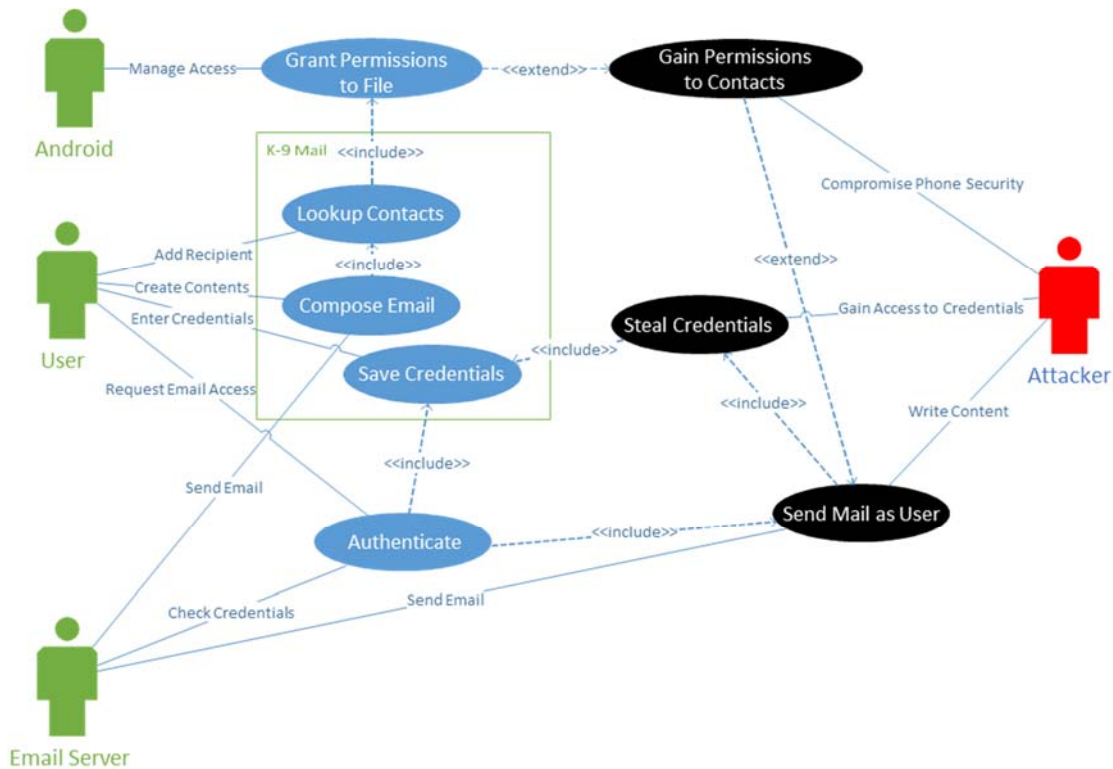 Grant Permissions
to File
Gain Permissions
to Contacts
Manage Access
<<extend>>
Android
K-9 Mail
<<include>>
Compromise Phone Security
Lookup Contacts
Add Recipient
<<include>>
<<extend>>
Create Contents
Compose Email
Gain Access to Credentials
Enter Credentials
Steal Credentials
User
<<include>>
Save Credentials
Attacker
Request Email Access
<<include>>
Write Content
<<include>>
Send Email
Send Mail as User
<<include>>
Authenticate
Send Email
Check Credentials
Email Server